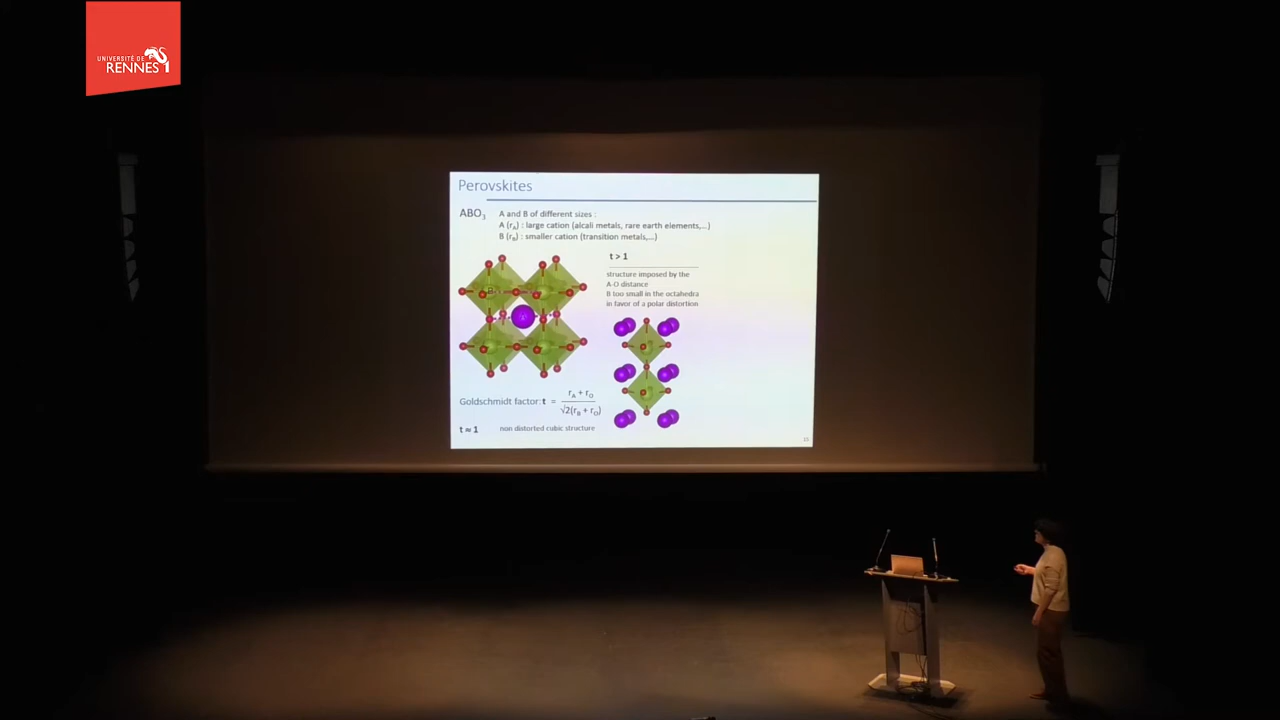 UNIVERSITÉ DE
RENNES 1
Perovskites
ABO3
A and B of different sizes :
A (rA) : large cation (alcali metals, rare earth elements,...)
B (rB) : smaller cation (transition metals,...)
t > 1
structure imposed by the
A-O distance
B too small in the octahedra
in favor of a polar distortion
Goldschmidt factor: t = rA + rO
√2(rB + rO)
t ≈ 1 non distorted cubic structure